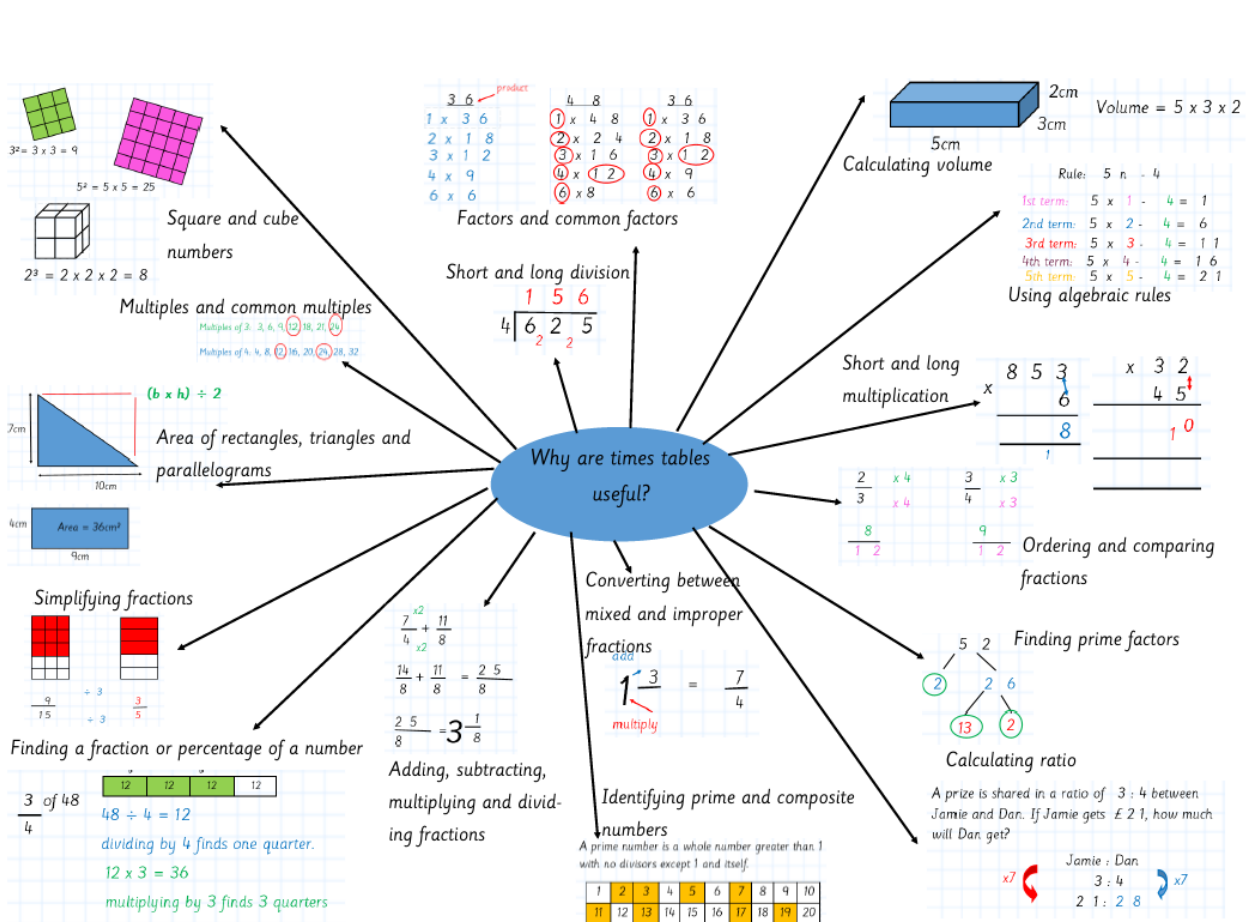 3² = 3 x 3 = 9
5² = 5 x 5 = 25
2³ = 2 x 2 x 2 = 8
Square and cube
numbers
3 6
product
1 x 3 6
2 x 1 8
3 x 1 2
4 x 9
6 x 6
4 8
1 x 4 8
2 x 2 4
3 x 1 6
4 x 1 2
6 x 8
3 6
1 x 3 6
2 x 1 8
3 x 1 2
4 x 9
6 x 6
Factors and common factors
2cm
3cm
5cm
Volume = 5 x 3 x 2
Calculating volume
Rule: 5 n - 4
1st term: 5 x 1 - 4 = 1
2nd term: 5 x 2 - 4 = 6
3rd term: 5 x 3 - 4 = 1 1
4th term: 5 x 4 - 4 = 1 6
5th term: 5 x 5 - 4 = 2 1
Using algebraic rules
Short and long division
1 5 6
4 6 2 2 2 5
Multiples and common multiples
Multiples of 3: 3, 6, 9, 12, 18, 21, 24
Multiples of 4: 4, 8, 12, 16, 20, 24, 28, 32
Short and long
multiplication
8 5 3
x 6
8
1
x 3 2
4 5
1 0
(b x h) ÷ 2
7cm
10cm
Area of rectangles, triangles and
parallelograms
4cm
Area = 36cm²
9cm
Why are times tables
useful?
2 x 4
3 x 4
8
1 2
3 x 3
4 x 3
9
1 2
Ordering and comparing
fractions
Simplifying fractions
9 ÷ 3 3
15 ÷ 3 5
Converting between
mixed and improper
fractions
add
1 3 = 7
4
multiply
x2
7 + 11
4 8
x2
14 + 11 = 2 5
8 8 8
2 5 = 3 1
8 8
Adding, subtracting,
multiplying and divid-
ing fractions
Finding prime factors
5 2
2 2 6
13 2
Finding a fraction or percentage of a number
3 of 48
4
12 12 12 12
48 ÷ 4 = 12
dividing by 4 finds one quarter.
12 x 3 = 36
multiplying by 3 finds 3 quarters
Identifying prime and composite
numbers
A prime number is a whole number greater than 1
with no divisors except 1 and itself.
1 2 3 4 5 6 7 8 9 10
11 12 13 14 15 16 17 18 19 20
Calculating ratio
A prize is shared in a ratio of 3 : 4 between
Jamie and Dan. If Jamie gets £ 2 1, how much
will Dan get?
Jamie : Dan
x7 3 : 4 x7
2 1 : 2 8